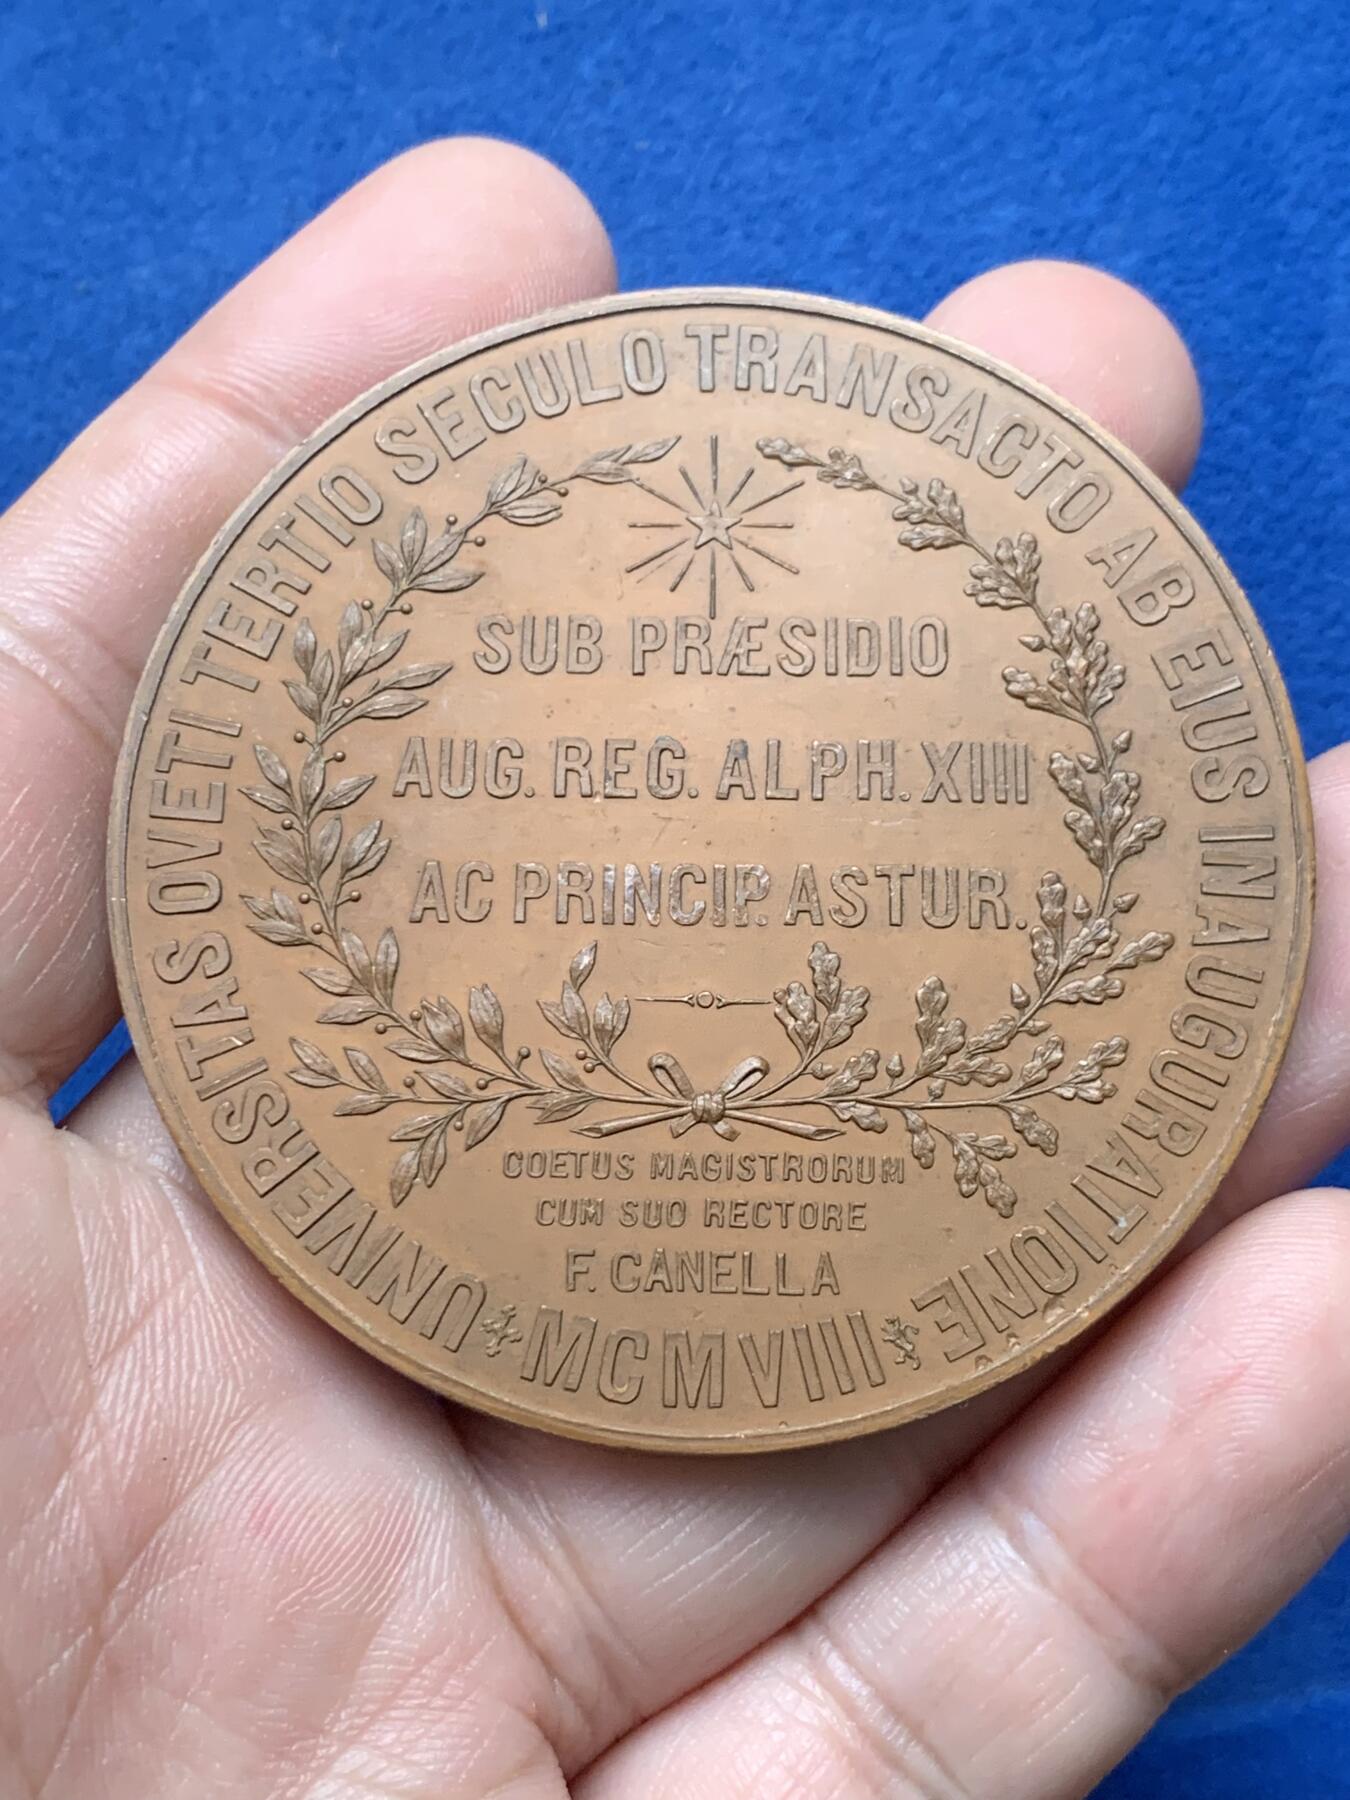 UNIVERSITAS OVETI TERTIO SECULO TRANSACTO AB EIUS INAUGURATIONE
SUB PRÆSIDIO
AUG. REG. ALPH. XIIII
AC PRINCIP. ASTUR.
COETUS MAGISTRORUM
CUM SUO RECTORE
F. CANELLA
MCMVIII